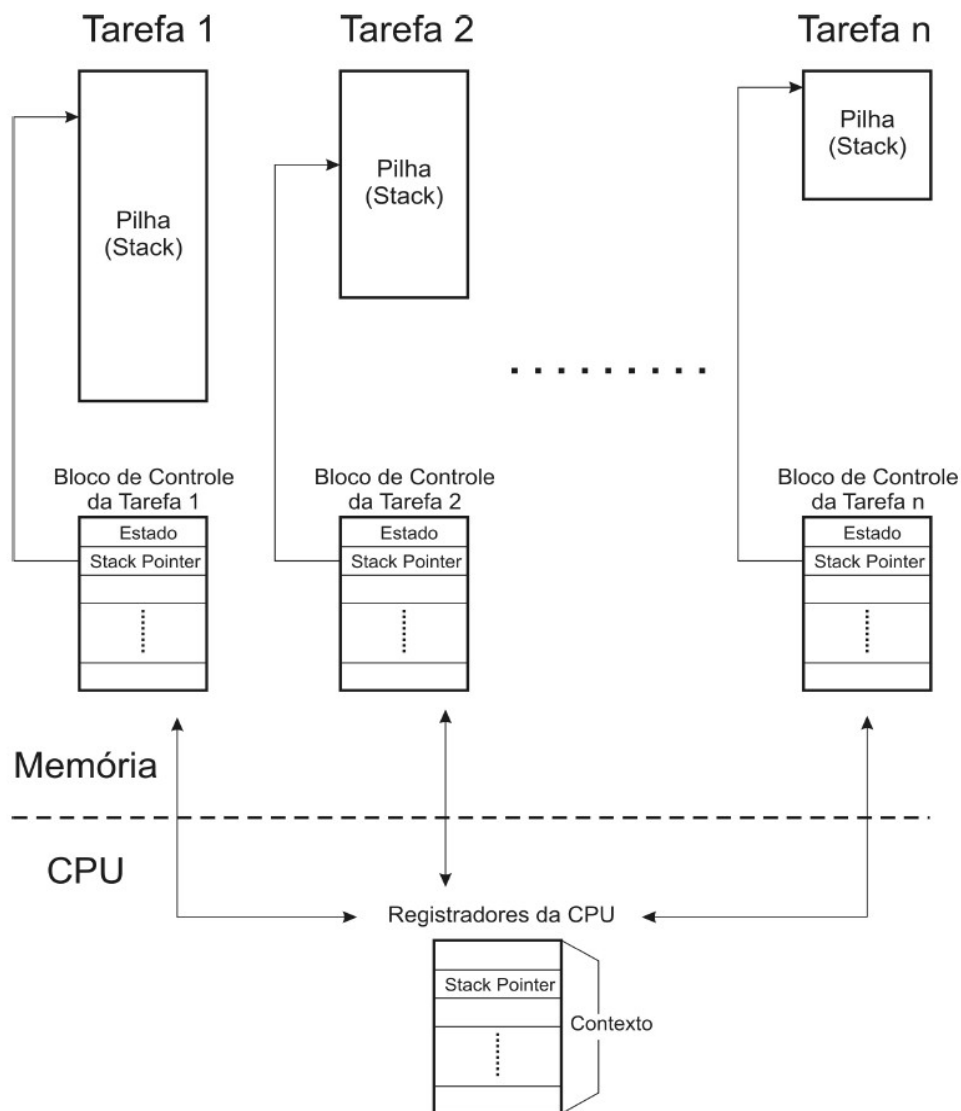 Tarefa 1
Tarefa 2
Tarefa n
Pilha
(Stack)
Pilha
(Stack)
Pilha
(Stack)
Bloco de Controle
da Tarefa 1
Bloco de Controle
da Tarefa 2
Bloco de Controle
da Tarefa n
Estado
Stack Pointer
Estado
Stack Pointer
Estado
Stack Pointer
Memória
CPU
Registradores da CPU
Stack Pointer
Contexto